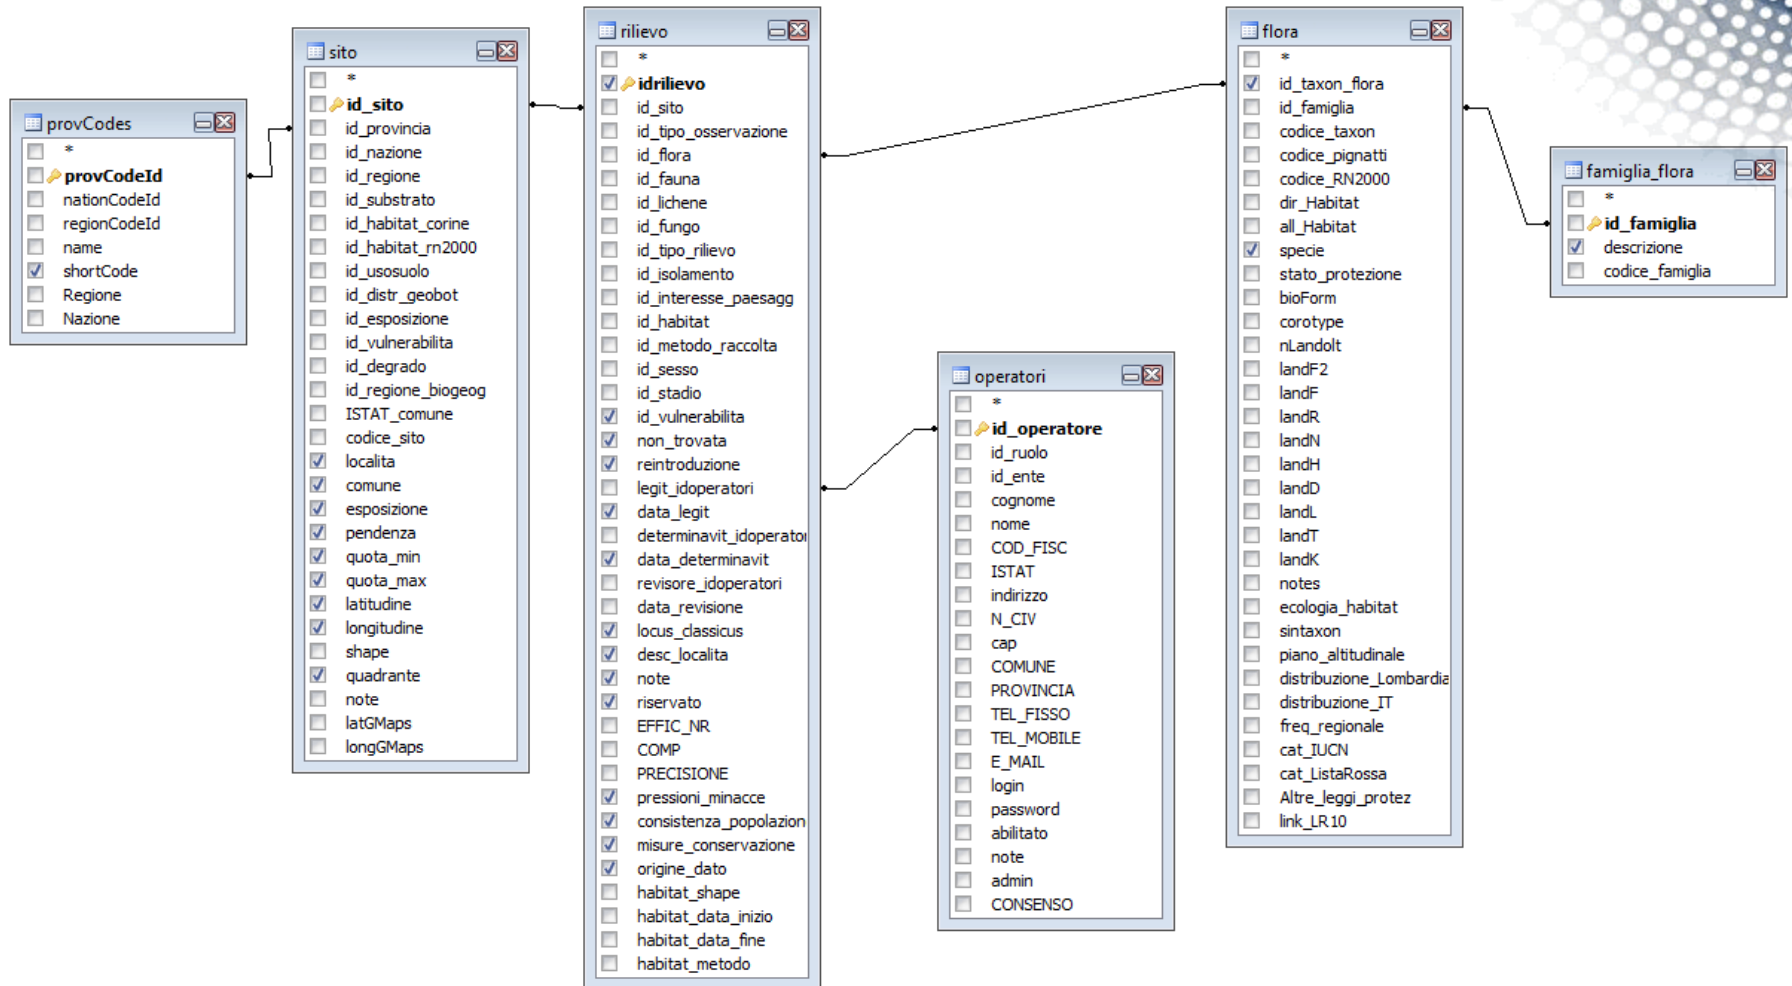 provCodes
*
provCodeId
nationCodeId
regionCodeId
name
shortCode
Regione
Nazione
sito
*
id_sito
id_provincia
id_nazione
id_regione
id_substrato
id_habitat_corine
id_habitat_rn2000
id_usosuolo
id_distr_geobot
id_esposizione
id_vulnerabilita
id_degrado
id_regione_biogeog
ISTAT_comune
codice_sito
localita
comune
esposizione
pendenza
quota_min
quota_max
latitudine
longitudine
shape
quadrante
note
latGMaps
longGMaps
rilievo
*
idrilievo
id_sito
id_tipo_osservazione
id_flora
id_fauna
id_lichene
id_fungo
id_tipo_rilievo
id_isolamento
id_interesse_paesagg
id_habitat
id_metodo_raccolta
id_sesso
id_stadio
id_vulnerabilita
non_trovata
reintroduzione
legit_idoperatori
data_legit
determinavit_idoperator
data_determinavit
revisore_idoperatori
data_revisione
locus_classicus
desc_localita
note
riservato
EFFIC_NR
COMP
PRECISIONE
pressioni_minacce
consistenza_popolazion
misure_conservazione
origine_dato
habitat_shape
habitat_data_inizio
habitat_data_fine
habitat_metodo
operatori
*
id_operatore
id_ruolo
id_ente
cognome
nome
COD_FISC
ISTAT
indirizzo
N_CIV
cap
COMUNE
PROVINCIA
TEL_FISSO
TEL_MOBILE
E_MAIL
login
password
abilitato
note
admin
CONSENSO
flora
*
id_taxon_flora
id_famiglia
codice_taxon
codice_pignatti
codice_RN2000
dir_Habitat
all_Habitat
specie
stato_protezione
bioForm
corotype
nLandolt
landF2
landF
landR
landN
landH
landD
landL
landT
landK
notes
ecologia_habitat
sintaxon
piano_altitudinale
distribuzione_Lombardia
distribuzione_IT
freq_regionale
cat_IUCN
cat_ListaRossa
Altre_leggi_protez
link_LR10
famiglia_flora
*
id_famiglia
descrizione
codice_famiglia